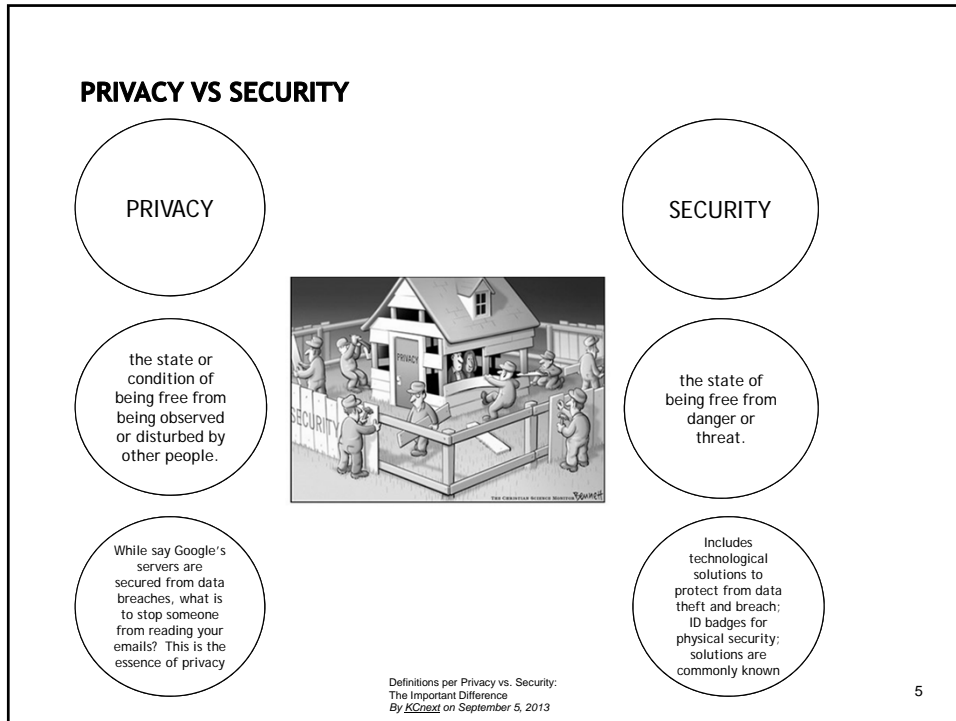 PRIVACY VS SECURITY
PRIVACY
the state or
condition of
being free from
being observed
or disturbed by
other people.
While say Google's
servers are
secured from data
breaches, what is
to stop someone
from reading your
emails? This is the
essence of privacy
PRIVACY
SECURITY
THE CHRISTIAN SCIENCE MONITOR
BENNETT
SECURITY
the state of
being free from
danger or
threat.
Includes
technological
solutions to
protect from data
theft and breach;
ID badges for
physical security;
solutions are
commonly known
Definitions per Privacy vs. Security:
The Important Difference
By KCnext on September 5, 2013
5